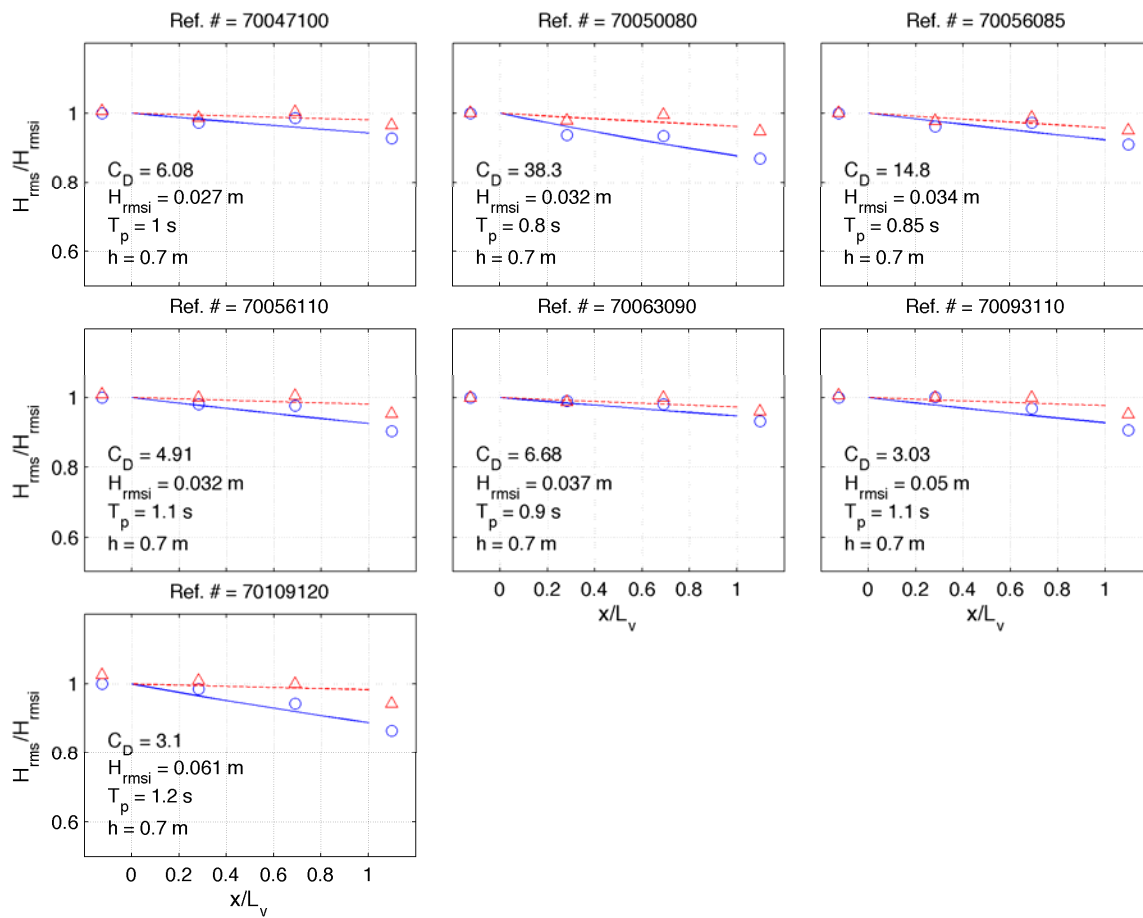 Ref. # = 70047100
H_rms/H_rmsi
1
0.8
0.6
C_D = 6.08
H_rmsi = 0.027 m
T_p = 1 s
h = 0.7 m
Ref. # = 70050080
C_D = 38.3
H_rmsi = 0.032 m
T_p = 0.8 s
h = 0.7 m
Ref. # = 70056085
C_D = 14.8
H_rmsi = 0.034 m
T_p = 0.85 s
h = 0.7 m
Ref. # = 70056110
H_rms/H_rmsi
1
0.8
0.6
C_D = 4.91
H_rmsi = 0.032 m
T_p = 1.1 s
h = 0.7 m
Ref. # = 70063090
C_D = 6.68
H_rmsi = 0.037 m
T_p = 0.9 s
h = 0.7 m
0 0.2 0.4 0.6 0.8 1
x/L_v
Ref. # = 70093110
C_D = 3.03
H_rmsi = 0.05 m
T_p = 1.1 s
h = 0.7 m
0 0.2 0.4 0.6 0.8 1
x/L_v
Ref. # = 70109120
H_rms/H_rmsi
1
0.8
0.6
C_D = 3.1
H_rmsi = 0.061 m
T_p = 1.2 s
h = 0.7 m
0 0.2 0.4 0.6 0.8 1
x/L_v